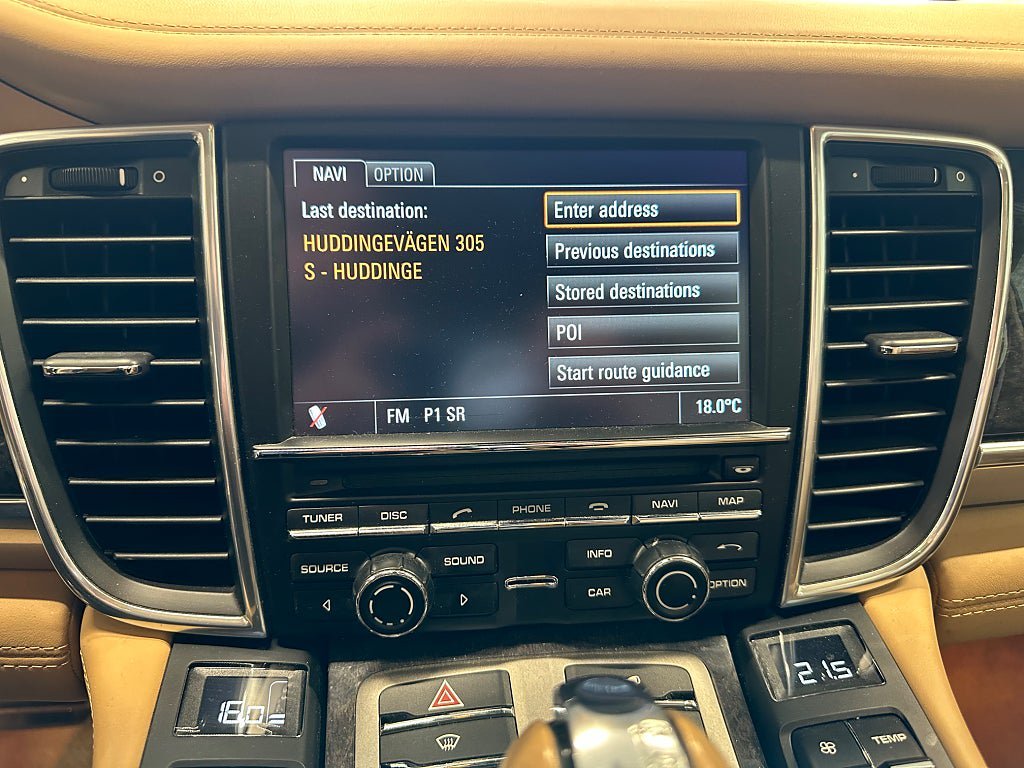 NAVI OPTION
Last destination:
HUDDINGEVÄGEN 305
S - HUDDINGE
Enter address
Previous destinations
Stored destinations
POI
Start route guidance
FM P1 SR
18.0°C
TUNER DISC PHONE NAVI MAP
SOURCE SOUND INFO
CAR OPTION
18.0
21.5
TEMP